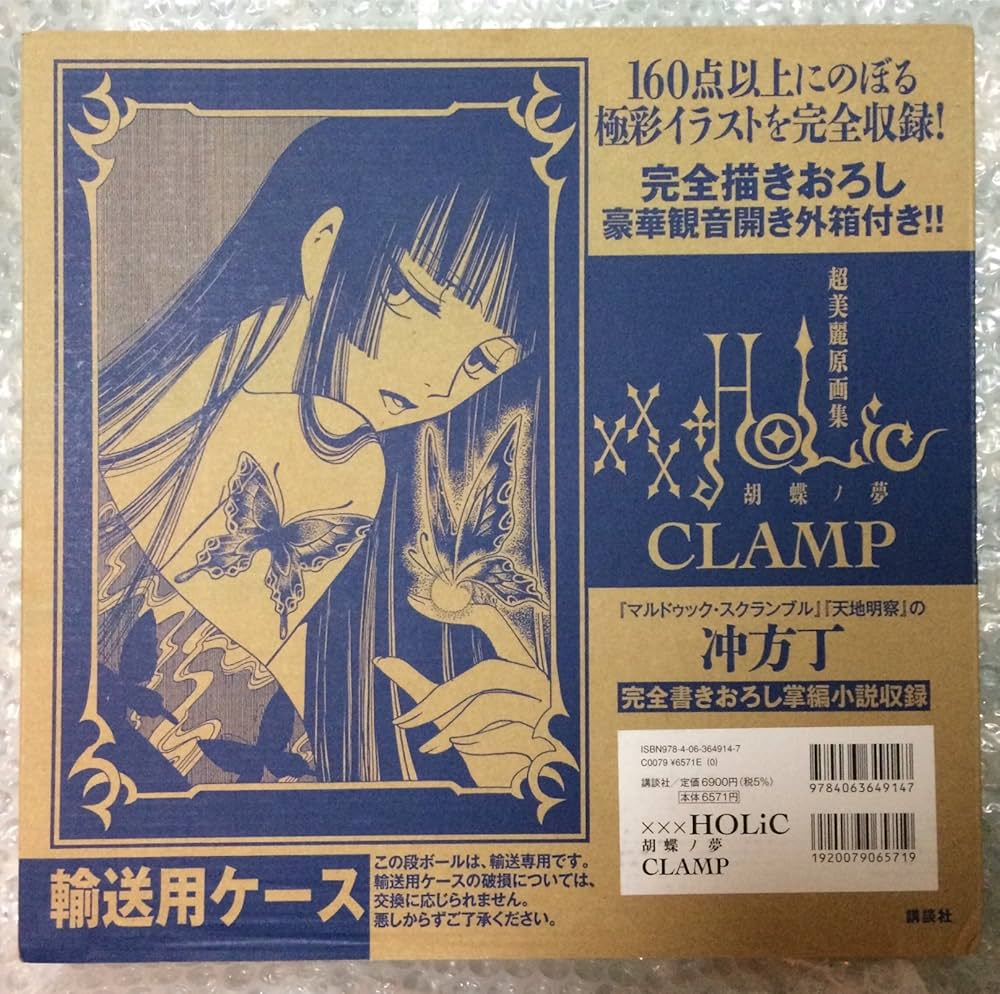 160点以上にのぼる
極彩イラストを完全収録!
完全描きおろし
豪華観音開き外箱付き!!
超美麗原画集
×××HOLiC
胡蝶ノ夢
CLAMP
『マルドゥック・スクランブル』『天地明察』の
冲方丁
完全書きおろし掌編小説収録
ISBN978-4-06-364914-7
C0079 ¥6571E (0)
講談社/定価6900円(税5%)
本体6571円
9784063649147
×××HOLiC
胡蝶ノ夢
CLAMP
1920079065719
輸送用ケース
この段ボールは、輸送専用です。
輸送用ケースの破損については、
交換に応じられません。
悪しからずご了承ください。
講談社